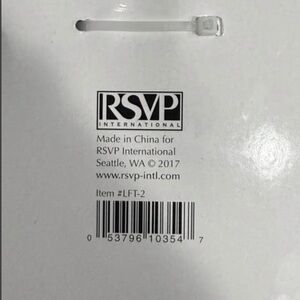 RSVP
INTERNATIONAL
Made in China for
RSVP International
Seattle, WA © 2017
www.rsvp-intl.com
Item #LFT-2
0 53796 10354 7